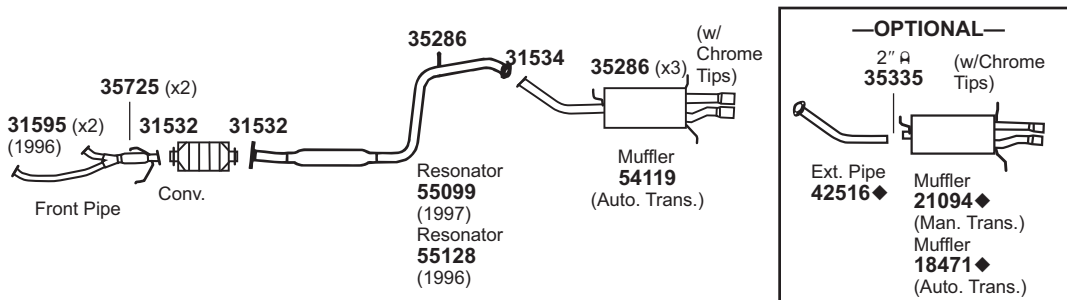 31595 (x2)
(1996)
35725 (x2)
31532
Front Pipe
Conv.
31532
35286
Resonator
55099
(1997)
Resonator
55128
(1996)
31534
35286 (x3)
(w/
Chrome
Tips)
Muffler
54119
(Auto. Trans.)
—OPTIONAL—
2″
35335
(w/Chrome
Tips)
Ext. Pipe
42516◆
Muffler
21094◆
(Man. Trans.)
Muffler
18471◆
(Auto. Trans.)